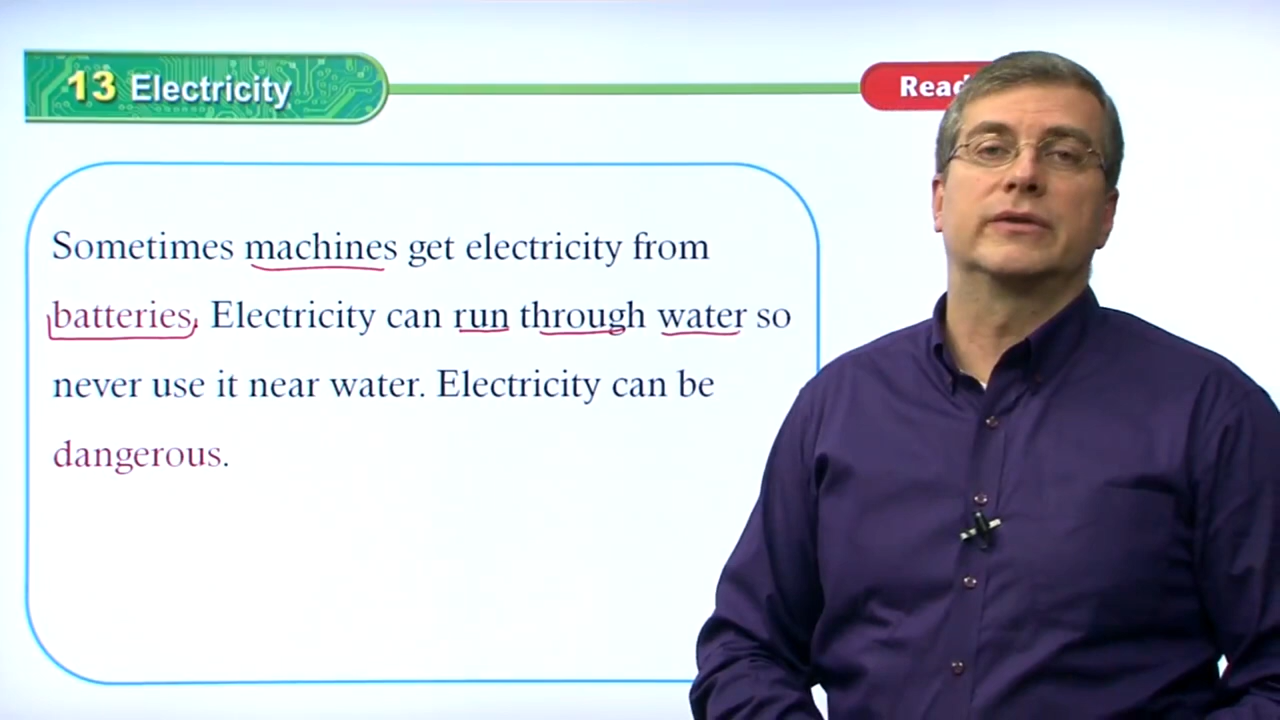 13 Electricity
Read
Sometimes machines get electricity from
batteries. Electricity can run through water so
never use it near water. Electricity can be
dangerous.